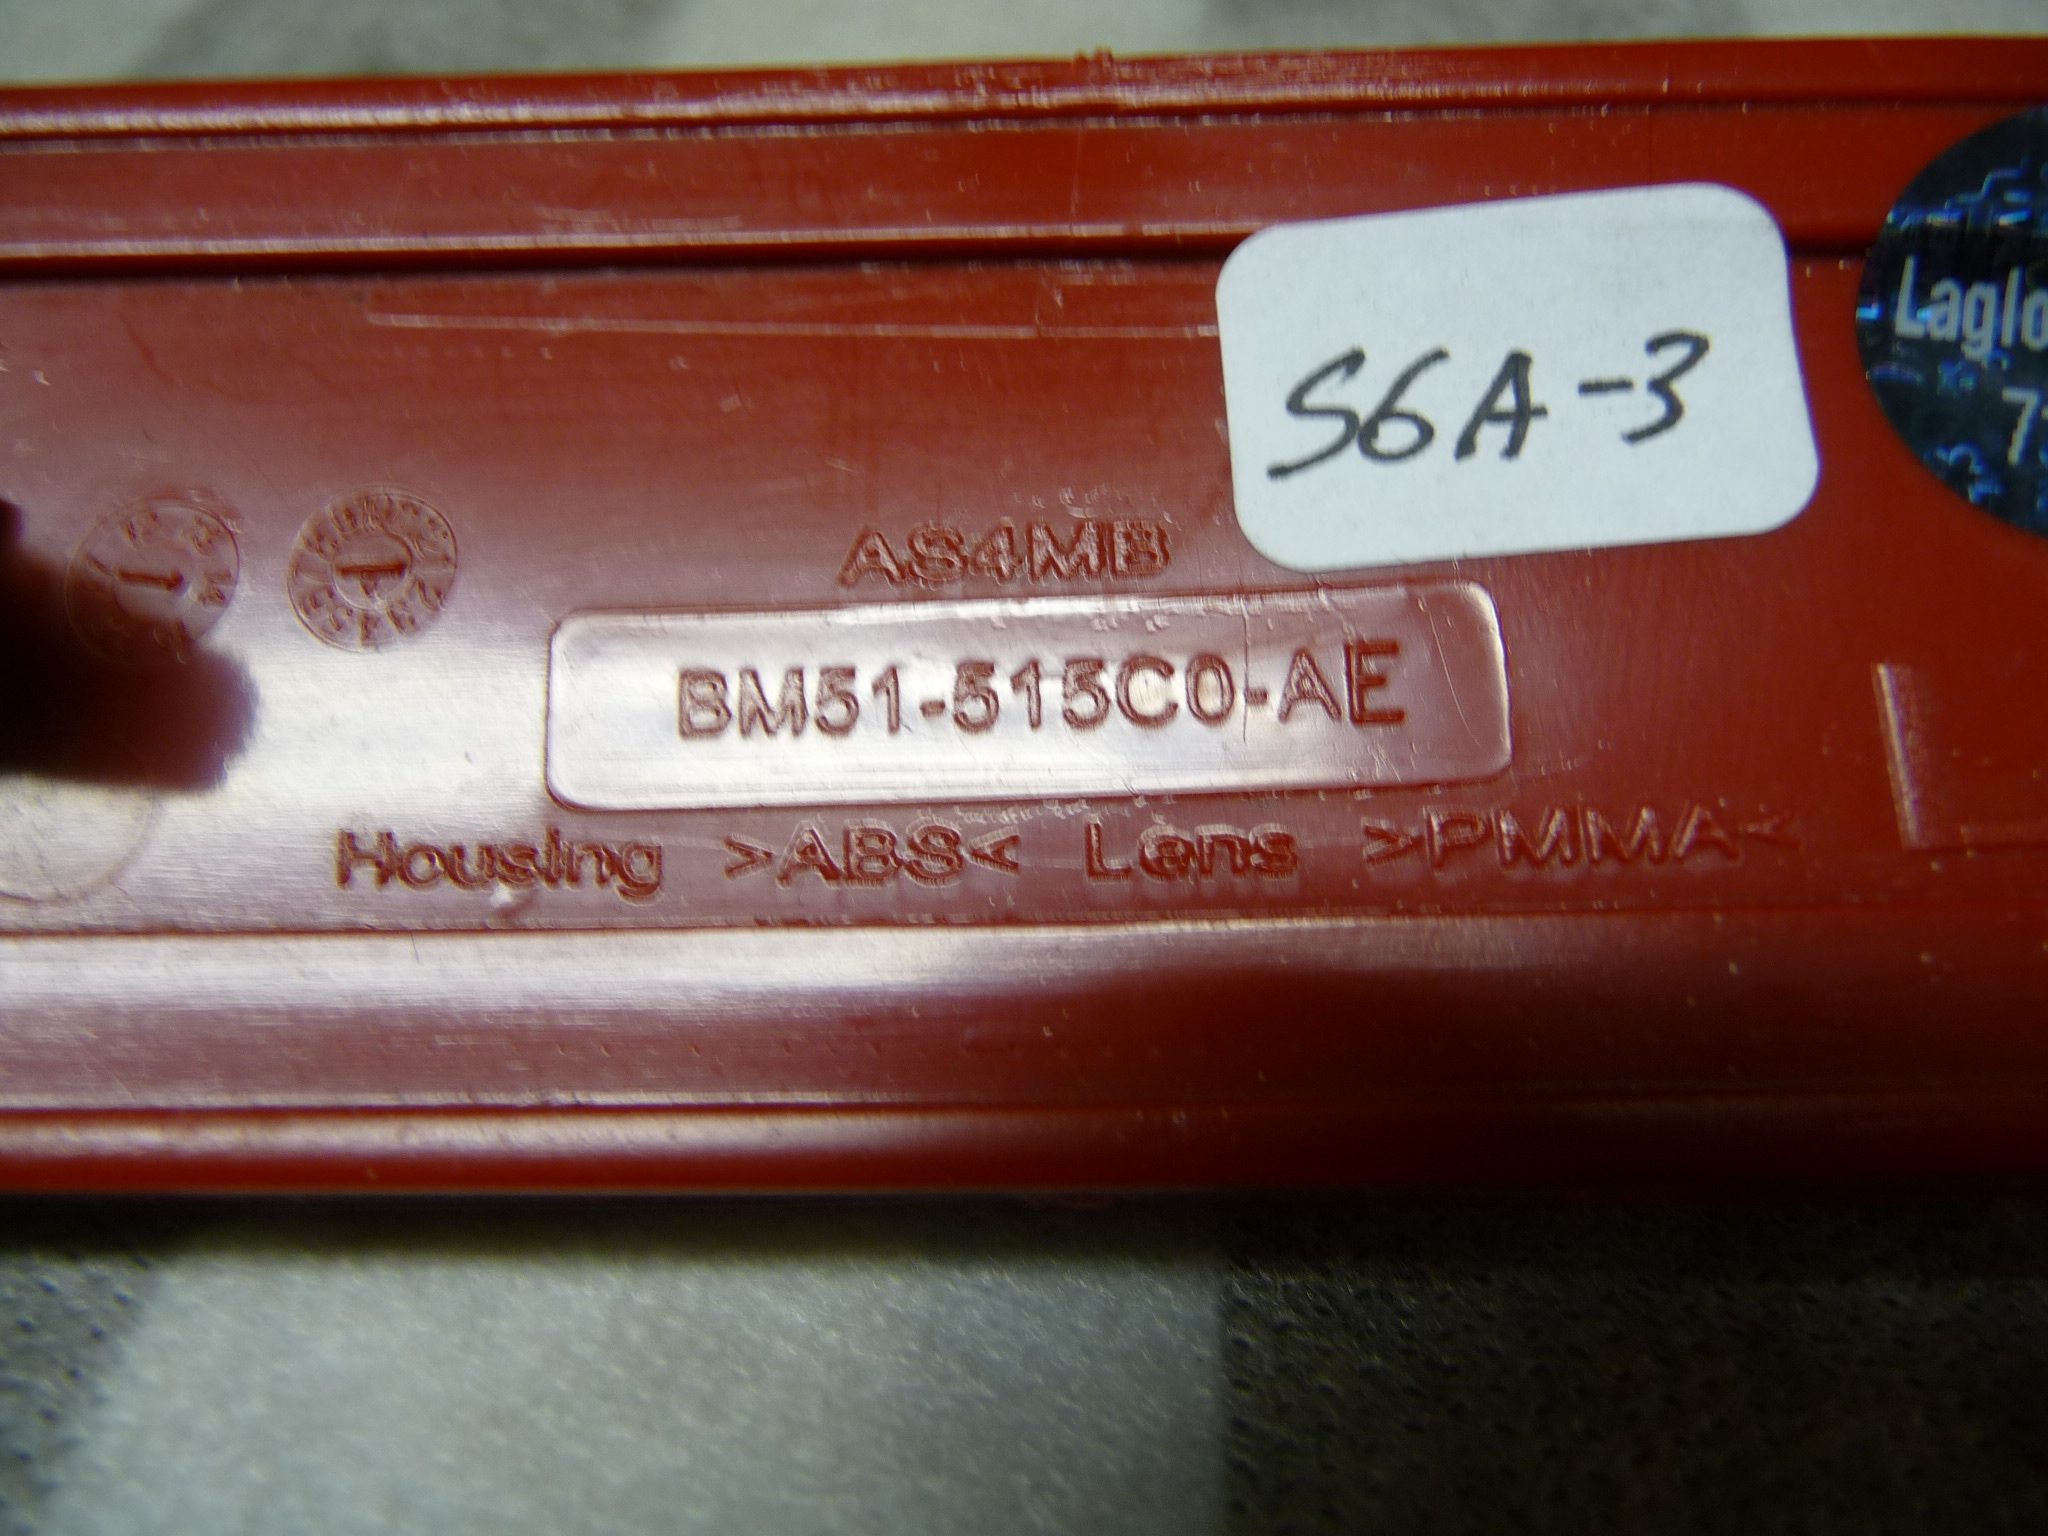 Laglo
S6A-3
AS4MB
BM51-515C0-AE
Housing >ABS< Lens >PMMA<